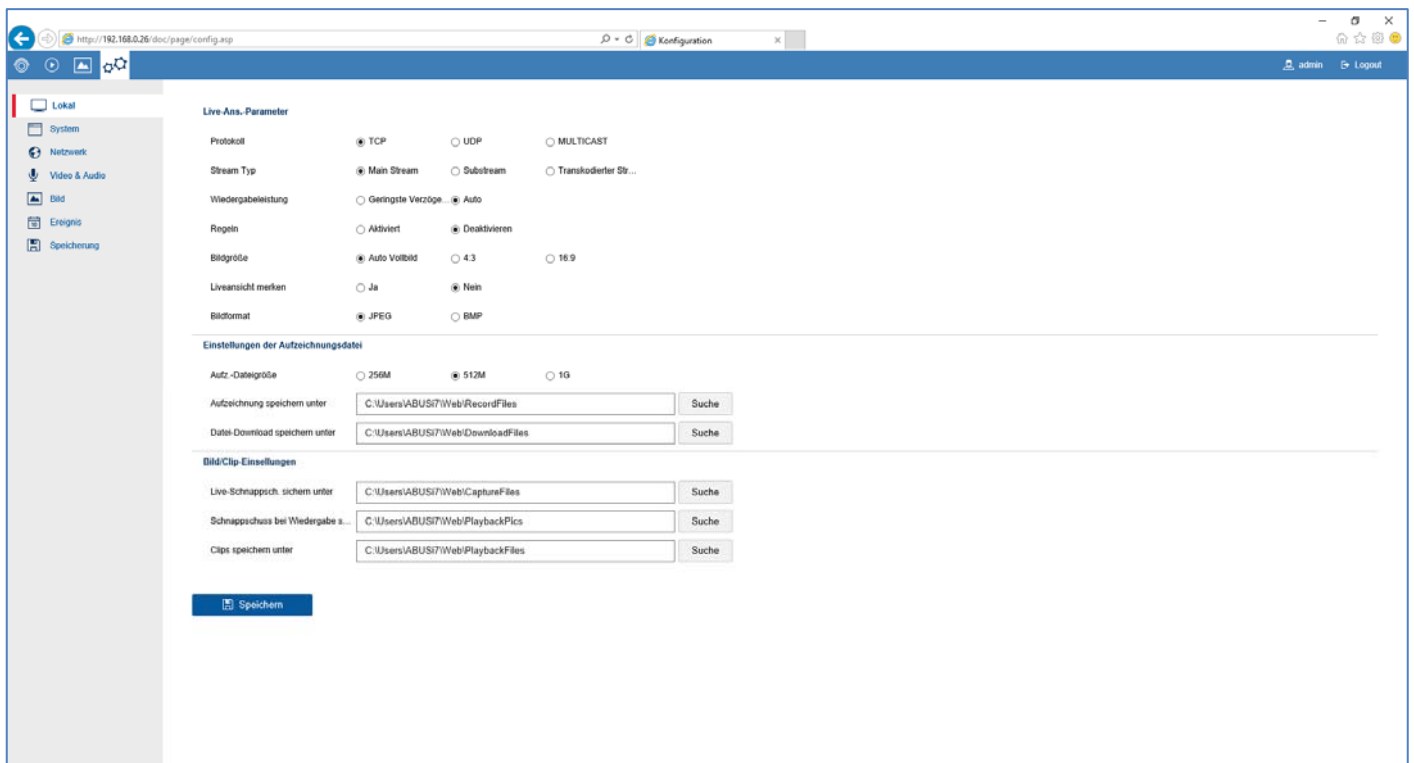 http://192.168.0.26/doc/page/config.asp
Konfiguration
admin Logout
Lokal
System
Netzwerk
Video & Audio
Bild
Ereignis
Speicherung
Live-Ans.-Parameter
Protokoll TCP UDP MULTICAST
Stream Typ Main Stream Substream Transkodierter Str...
Wiedergabeleistung Geringste Verzöge... Auto
Regeln Aktiviert Deaktivieren
Bildgröße Auto Vollbild 4:3 16:9
Liveansicht merken Ja Nein
Bildformat JPEG BMP
Einstellungen der Aufzeichnungsdatei
Aufz.-Dateigröße 256M 512M 1G
Aufzeichnung speichern unter C:\Users\ABUSi7\Web\RecordFiles Suche
Datei-Download speichern unter C:\Users\ABUSi7\Web\DownloadFiles Suche
Bild/Clip-Einsellungen
Live-Schnappsch. sichern unter C:\Users\ABUSi7\Web\CaptureFiles Suche
Schnappschuss bei Wiedergabe s... C:\Users\ABUSi7\Web\PlaybackPics Suche
Clips speichern unter C:\Users\ABUSi7\Web\PlaybackFiles Suche
Speichern